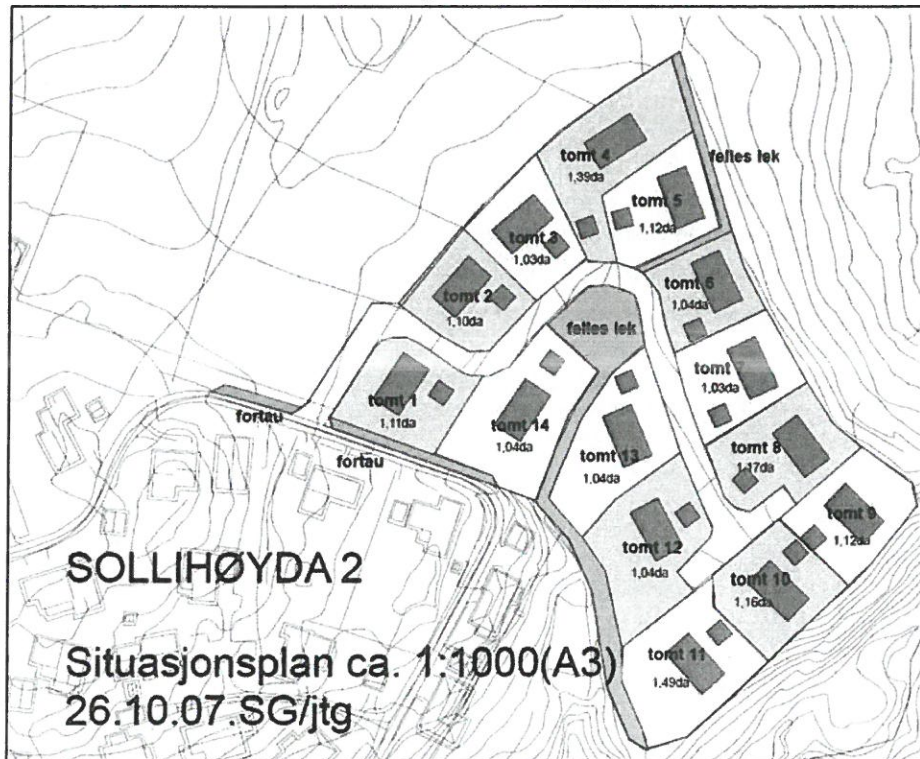 tomt 4
1,39da
felles lek
tomt 5
1,12da
tomt 3
1,03da
tomt 6
1,04da
tomt 2
1,10da
felles lek
tomt 7
1,03da
tomt 1
1,11da
fortau
tomt 14
1,04da
fortau
tomt 13
1,04da
tomt 8
1,17da
tomt 9
1,12da
tomt 12
1,04da
tomt 10
1,16da
tomt 11
1,49da
SOLLIHØYDA 2
Situasjonsplan ca. 1:1000(A3)
26.10.07.SG/jtg